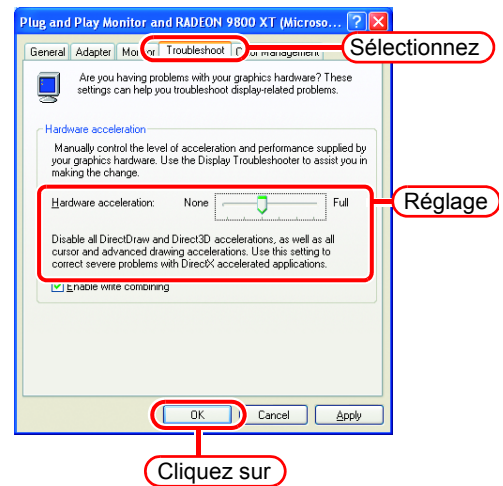 Plug and Play Monitor and RADEON 9800 XT (Microso...
General Adapter Monitor Troubleshoot Color Management
Sélectionnez
Are you having problems with your graphics hardware? These
settings can help you troubleshoot display-related problems.
Hardware acceleration
Manually control the level of acceleration and performance supplied by
your graphics hardware. Use the Display Troubleshooter to assist you in
making the change.
Hardware acceleration: None Full
Réglage
Disable all DirectDraw and Direct3D accelerations, as well as all
cursor and advanced drawing accelerations. Use this setting to
correct severe problems with DirectX accelerated applications.
Enable write combining
OK Cancel Apply
Cliquez sur